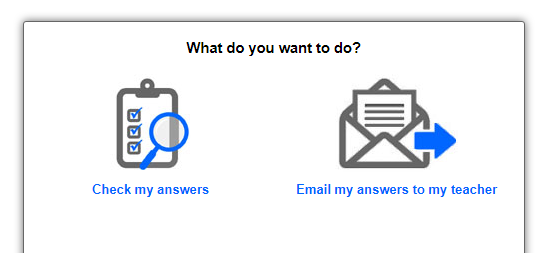 What do you want to do?
Check my answers
Email my answers to my teacher